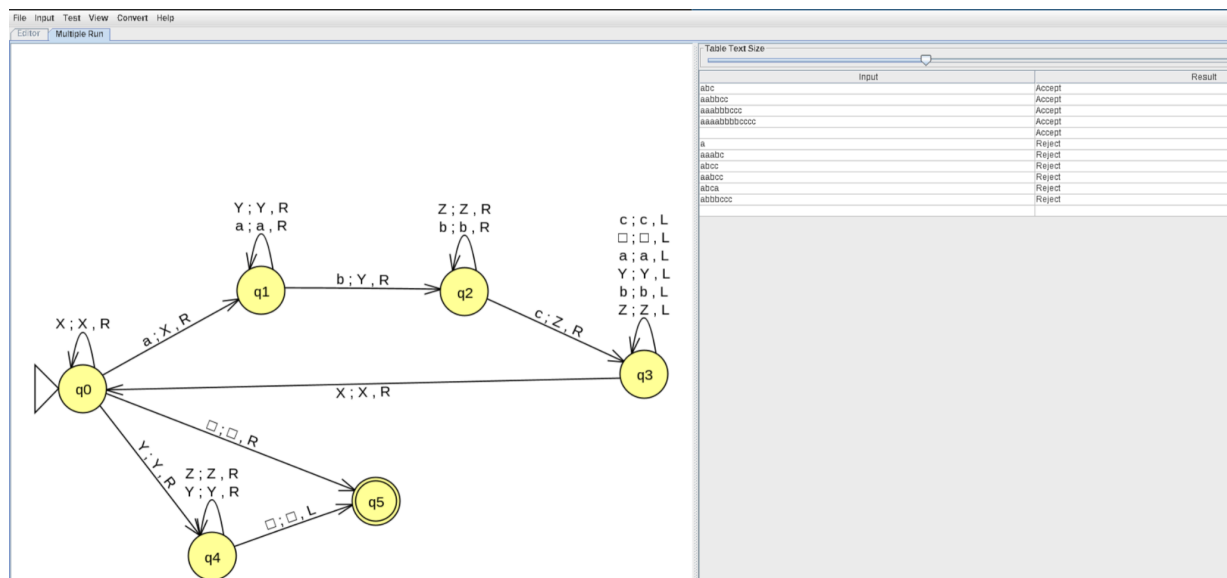 File Input Test View Convert Help
Editor Multiple Run
Table Text Size
Input Result
abc Accept
aabbcc Accept
aaabbbccc Accept
aaaabbbbcccc Accept
Accept
a Reject
aaabc Reject
abcc Reject
aabcc Reject
abca Reject
abbbccc Reject
Y ; Y , R
a ; a , R
q1
Z ; Z , R
b ; b , R
q2
c ; c , L
□ ; □ , L
a ; a , L
Y ; Y , L
b ; b , L
Z ; Z , L
q3
b ; Y , R
c ; Z , R
X ; X , R
a ; X , R
q0
X ; X , R
□ ; □ , R
Y ; Y , R
Z ; Z , R
Y ; Y , R
q4
□ ; □ , L
q5